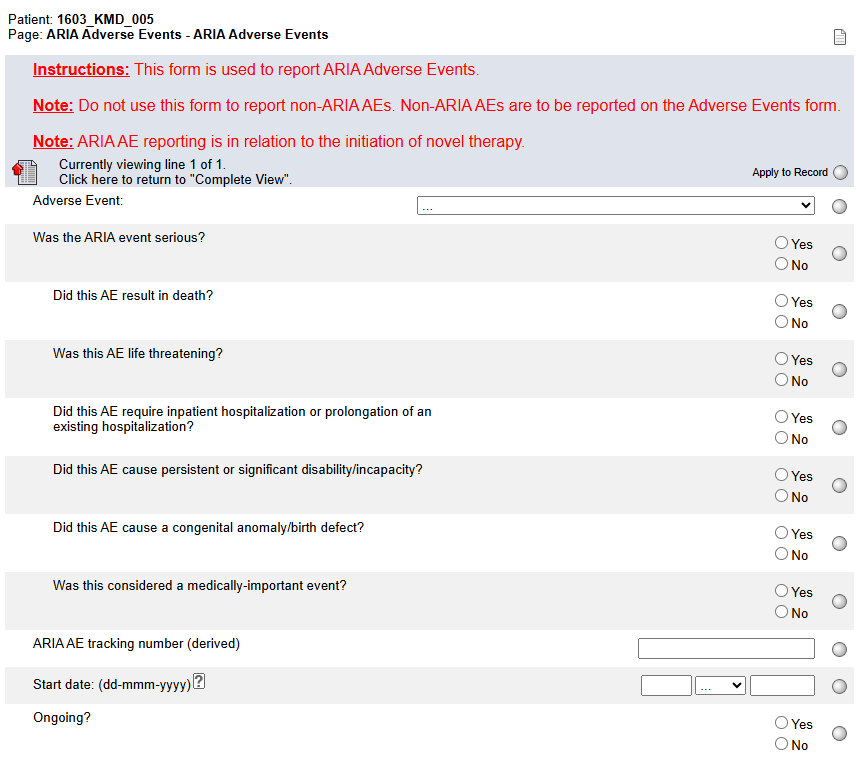 Patient: 1603_KMD_005
Page: ARIA Adverse Events - ARIA Adverse Events
Instructions: This form is used to report ARIA Adverse Events.
Note: Do not use this form to report non-ARIA AEs. Non-ARIA AEs are to be reported on the Adverse Events form.
Note: ARIA AE reporting is in relation to the initiation of novel therapy.
Currently viewing line 1 of 1.
Click here to return to "Complete View".
Apply to Record
Adverse Event:
...
Was the ARIA event serious?
Yes
No
Did this AE result in death?
Yes
No
Was this AE life threatening?
Yes
No
Did this AE require inpatient hospitalization or prolongation of an
existing hospitalization?
Yes
No
Did this AE cause persistent or significant disability/incapacity?
Yes
No
Did this AE cause a congenital anomaly/birth defect?
Yes
No
Was this considered a medically-important event?
Yes
No
ARIA AE tracking number (derived)
Start date: (dd-mmm-yyyy) ?
...
Ongoing?
Yes
No